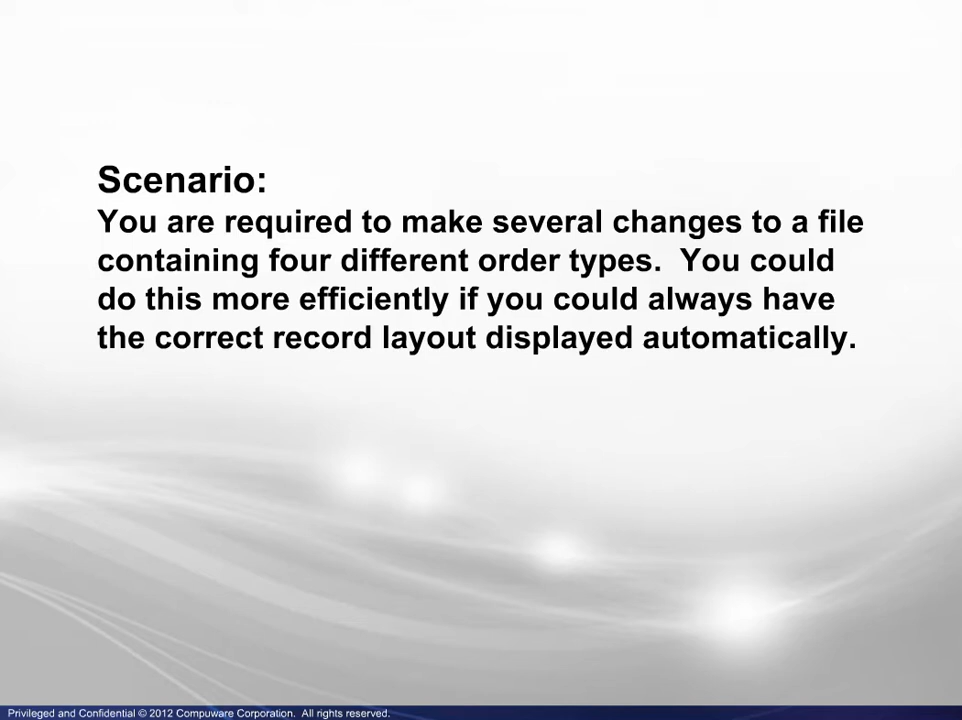 Scenario:
You are required to make several changes to a file
containing four different order types.  You could
do this more efficiently if you could always have
the correct record layout displayed automatically.
Privileged and Confidential © 2012 Compuware Corporation.  All rights reserved.